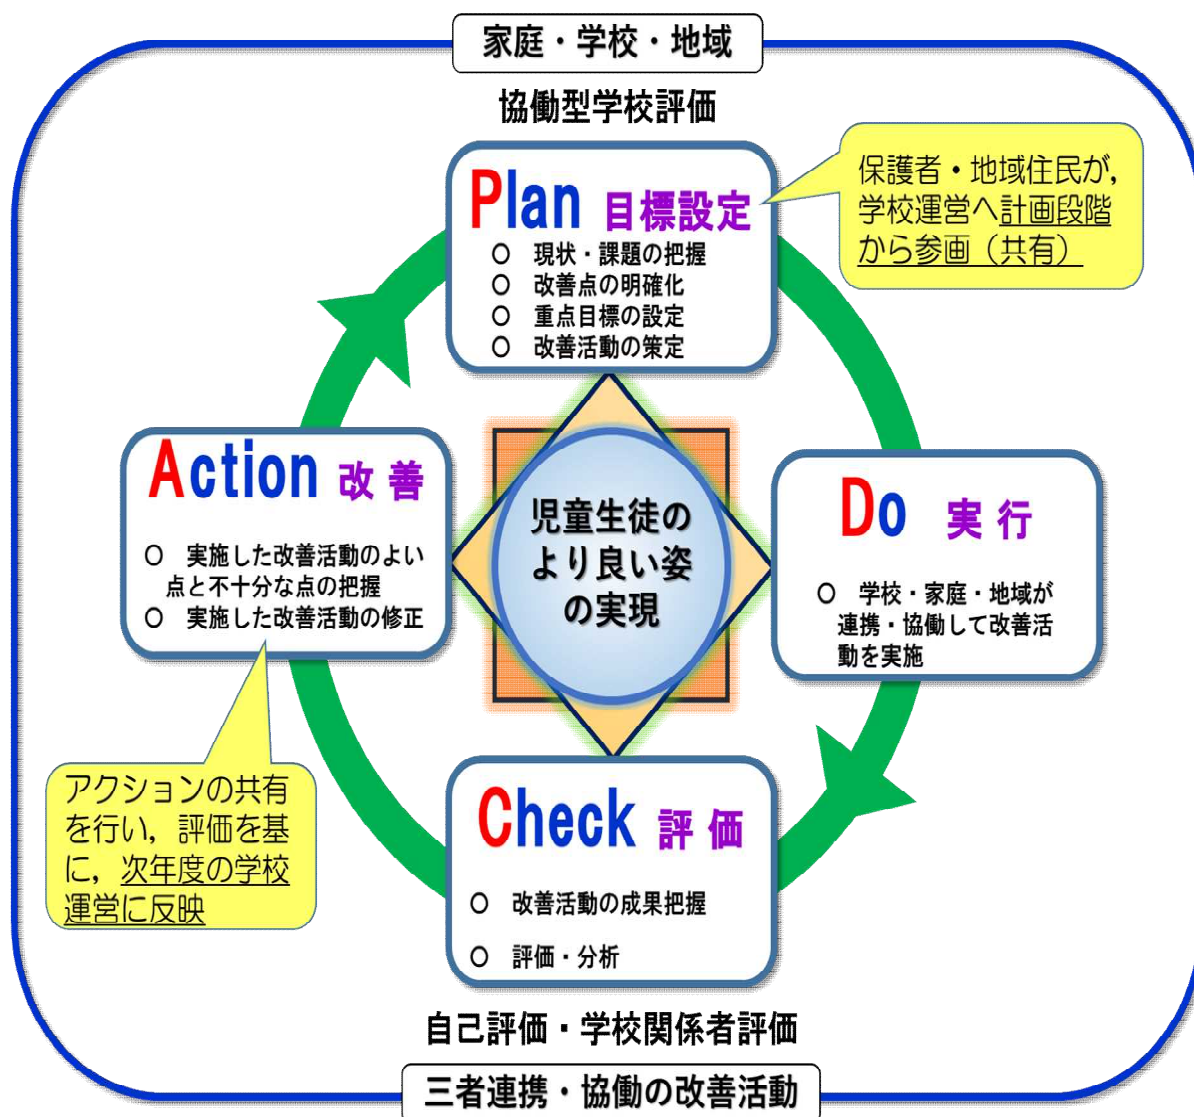 家庭・学校・地域
協働型学校評価
Plan 目標設定
○ 現状・課題の把握
○ 改善点の明確化
○ 重点目標の設定
○ 改善活動の策定
保護者・地域住民が，
学校運営へ計画段階
から参画（共有）
Action 改善
○ 実施した改善活動のよい
点と不十分な点の把握
○ 実施した改善活動の修正
児童生徒の
より良い姿
の実現
Do 実行
○ 学校・家庭・地域が
連携・協働して改善活
動を実施
アクションの共有
を行い，評価を基
に，次年度の学校
運営に反映
Check 評価
○ 改善活動の成果把握
○ 評価・分析
自己評価・学校関係者評価
三者連携・協働の改善活動